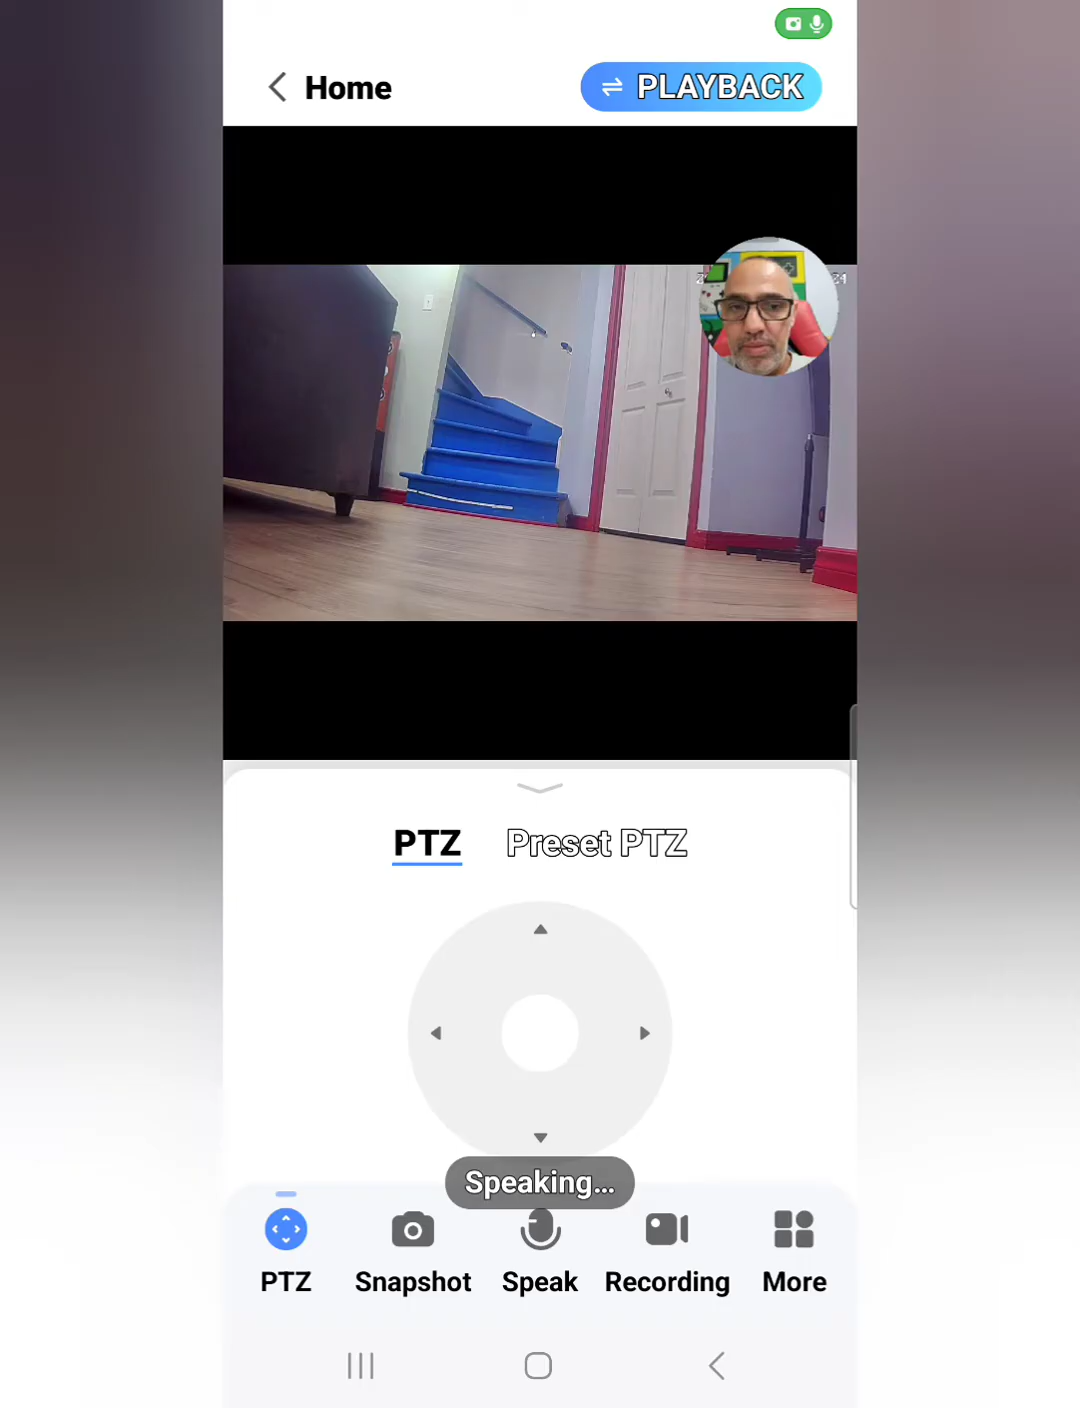 Home
PLAYBACK
PTZ Preset PTZ
Speaking...
PTZ Snapshot Speak Recording More